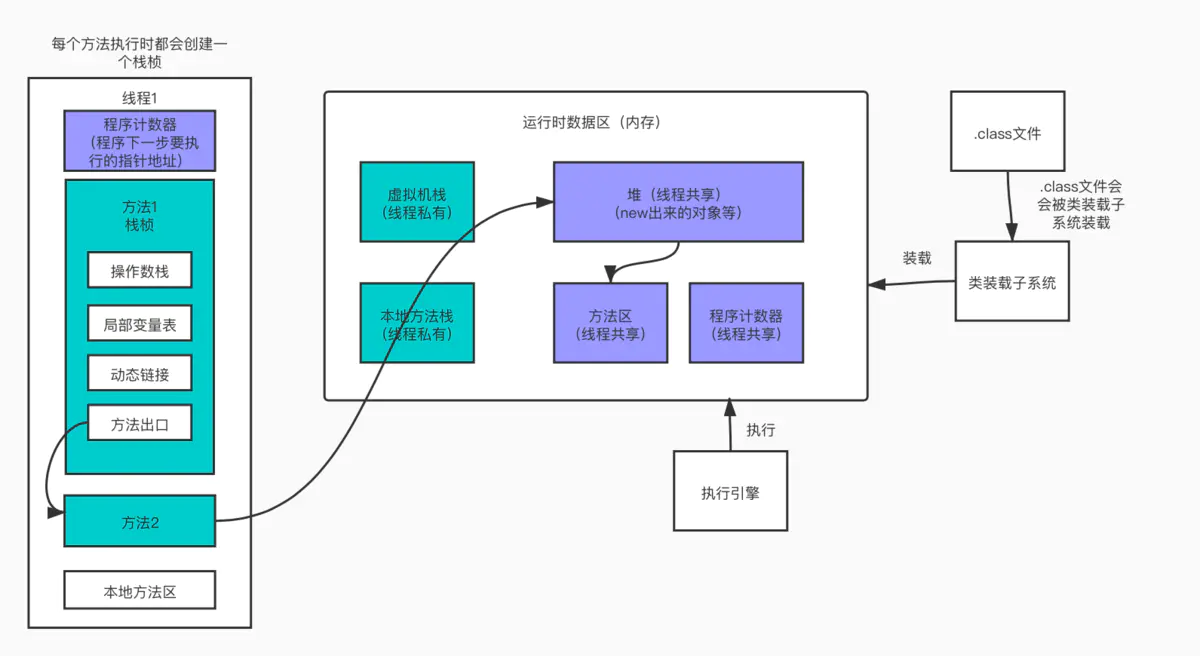 每个方法执行时都会创建一
个栈桢
线程1
程序计数器
（程序下一步要执
行的指针地址）
方法1
栈桢
操作数栈
局部变量表
动态链接
方法出口
方法2
本地方法区
运行时数据区（内存）
虚拟机栈
（线程私有）
堆（线程共享）
（new出来的对象等）
本地方法栈
（线程私有）
方法区
（线程共享）
程序计数器
（线程共享）
执行
执行引擎
.class文件
.class文件会
会被类装载子
系统装载
装载
类装载子系统